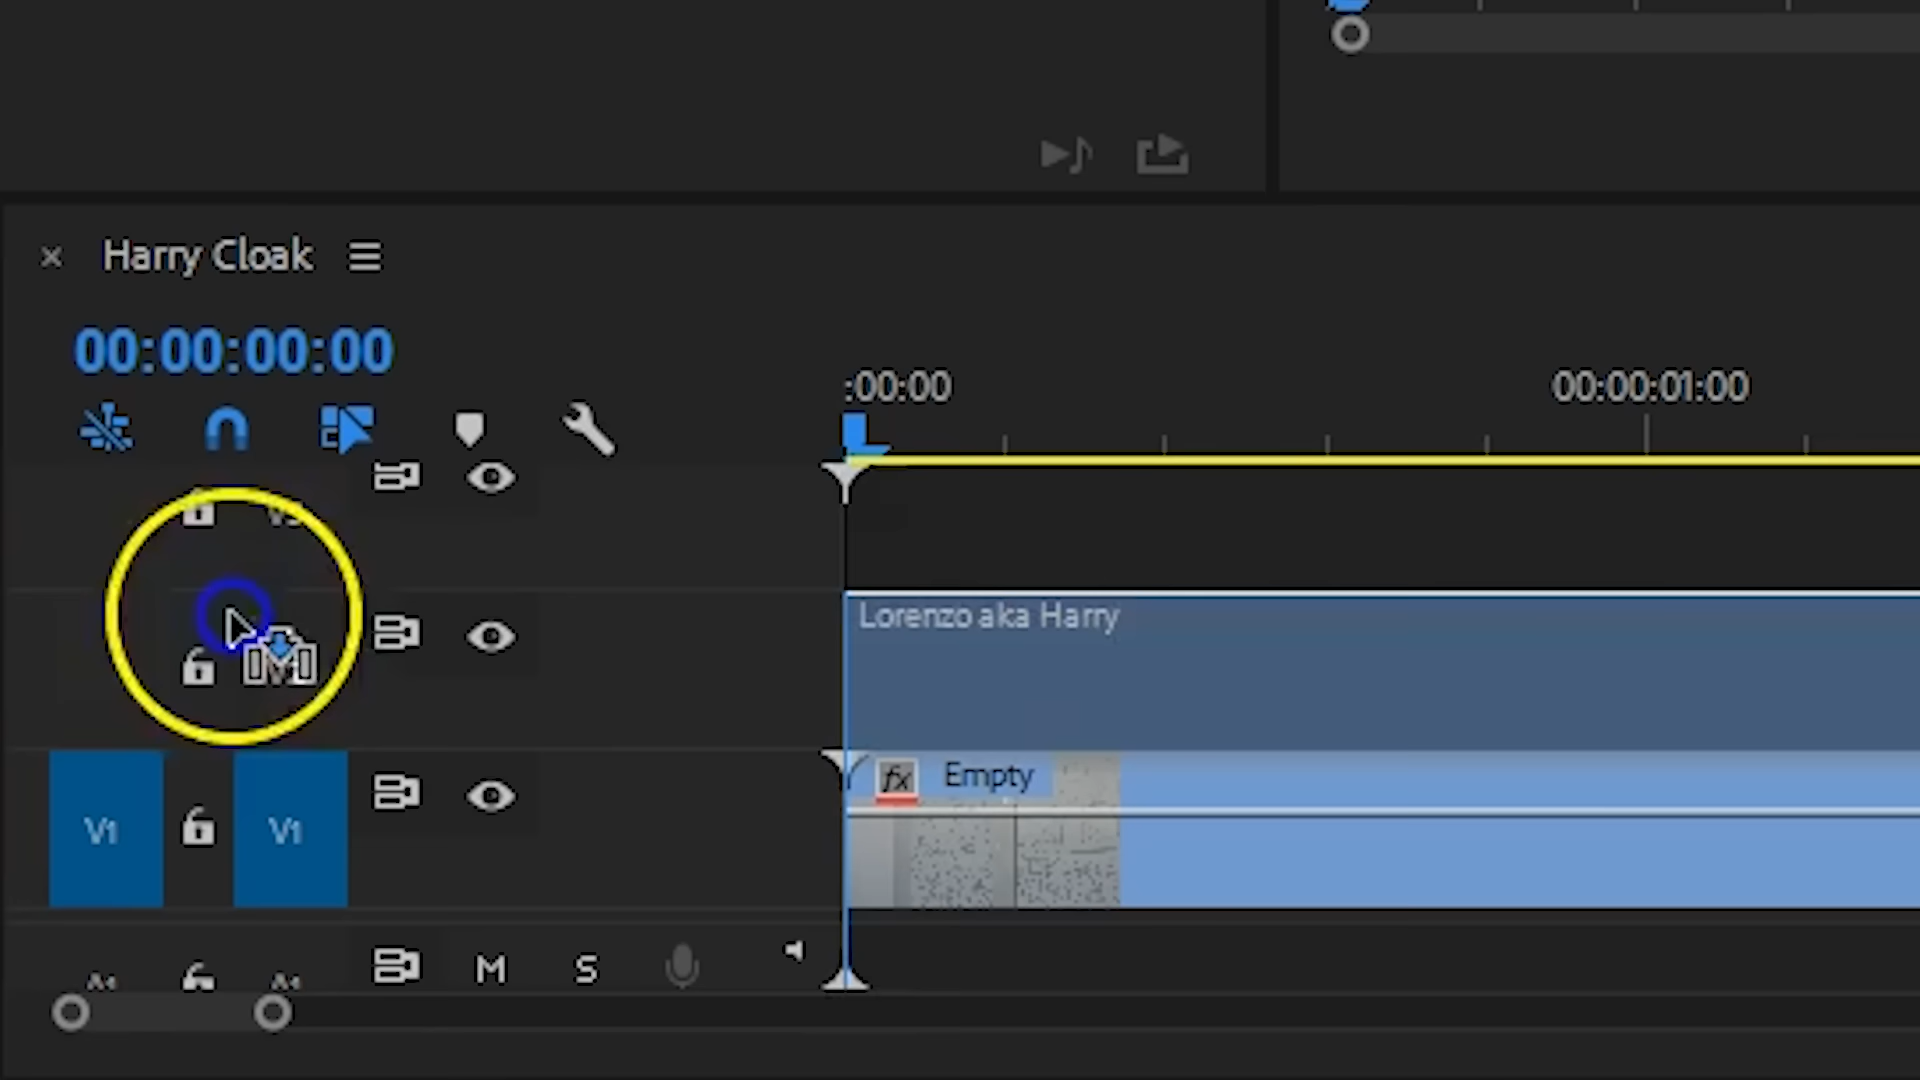 Harry Cloak
00:00:00:00
:00:00
00:00:01:00
Lorenzo aka Harry
fx Empty
V1 V1
M S